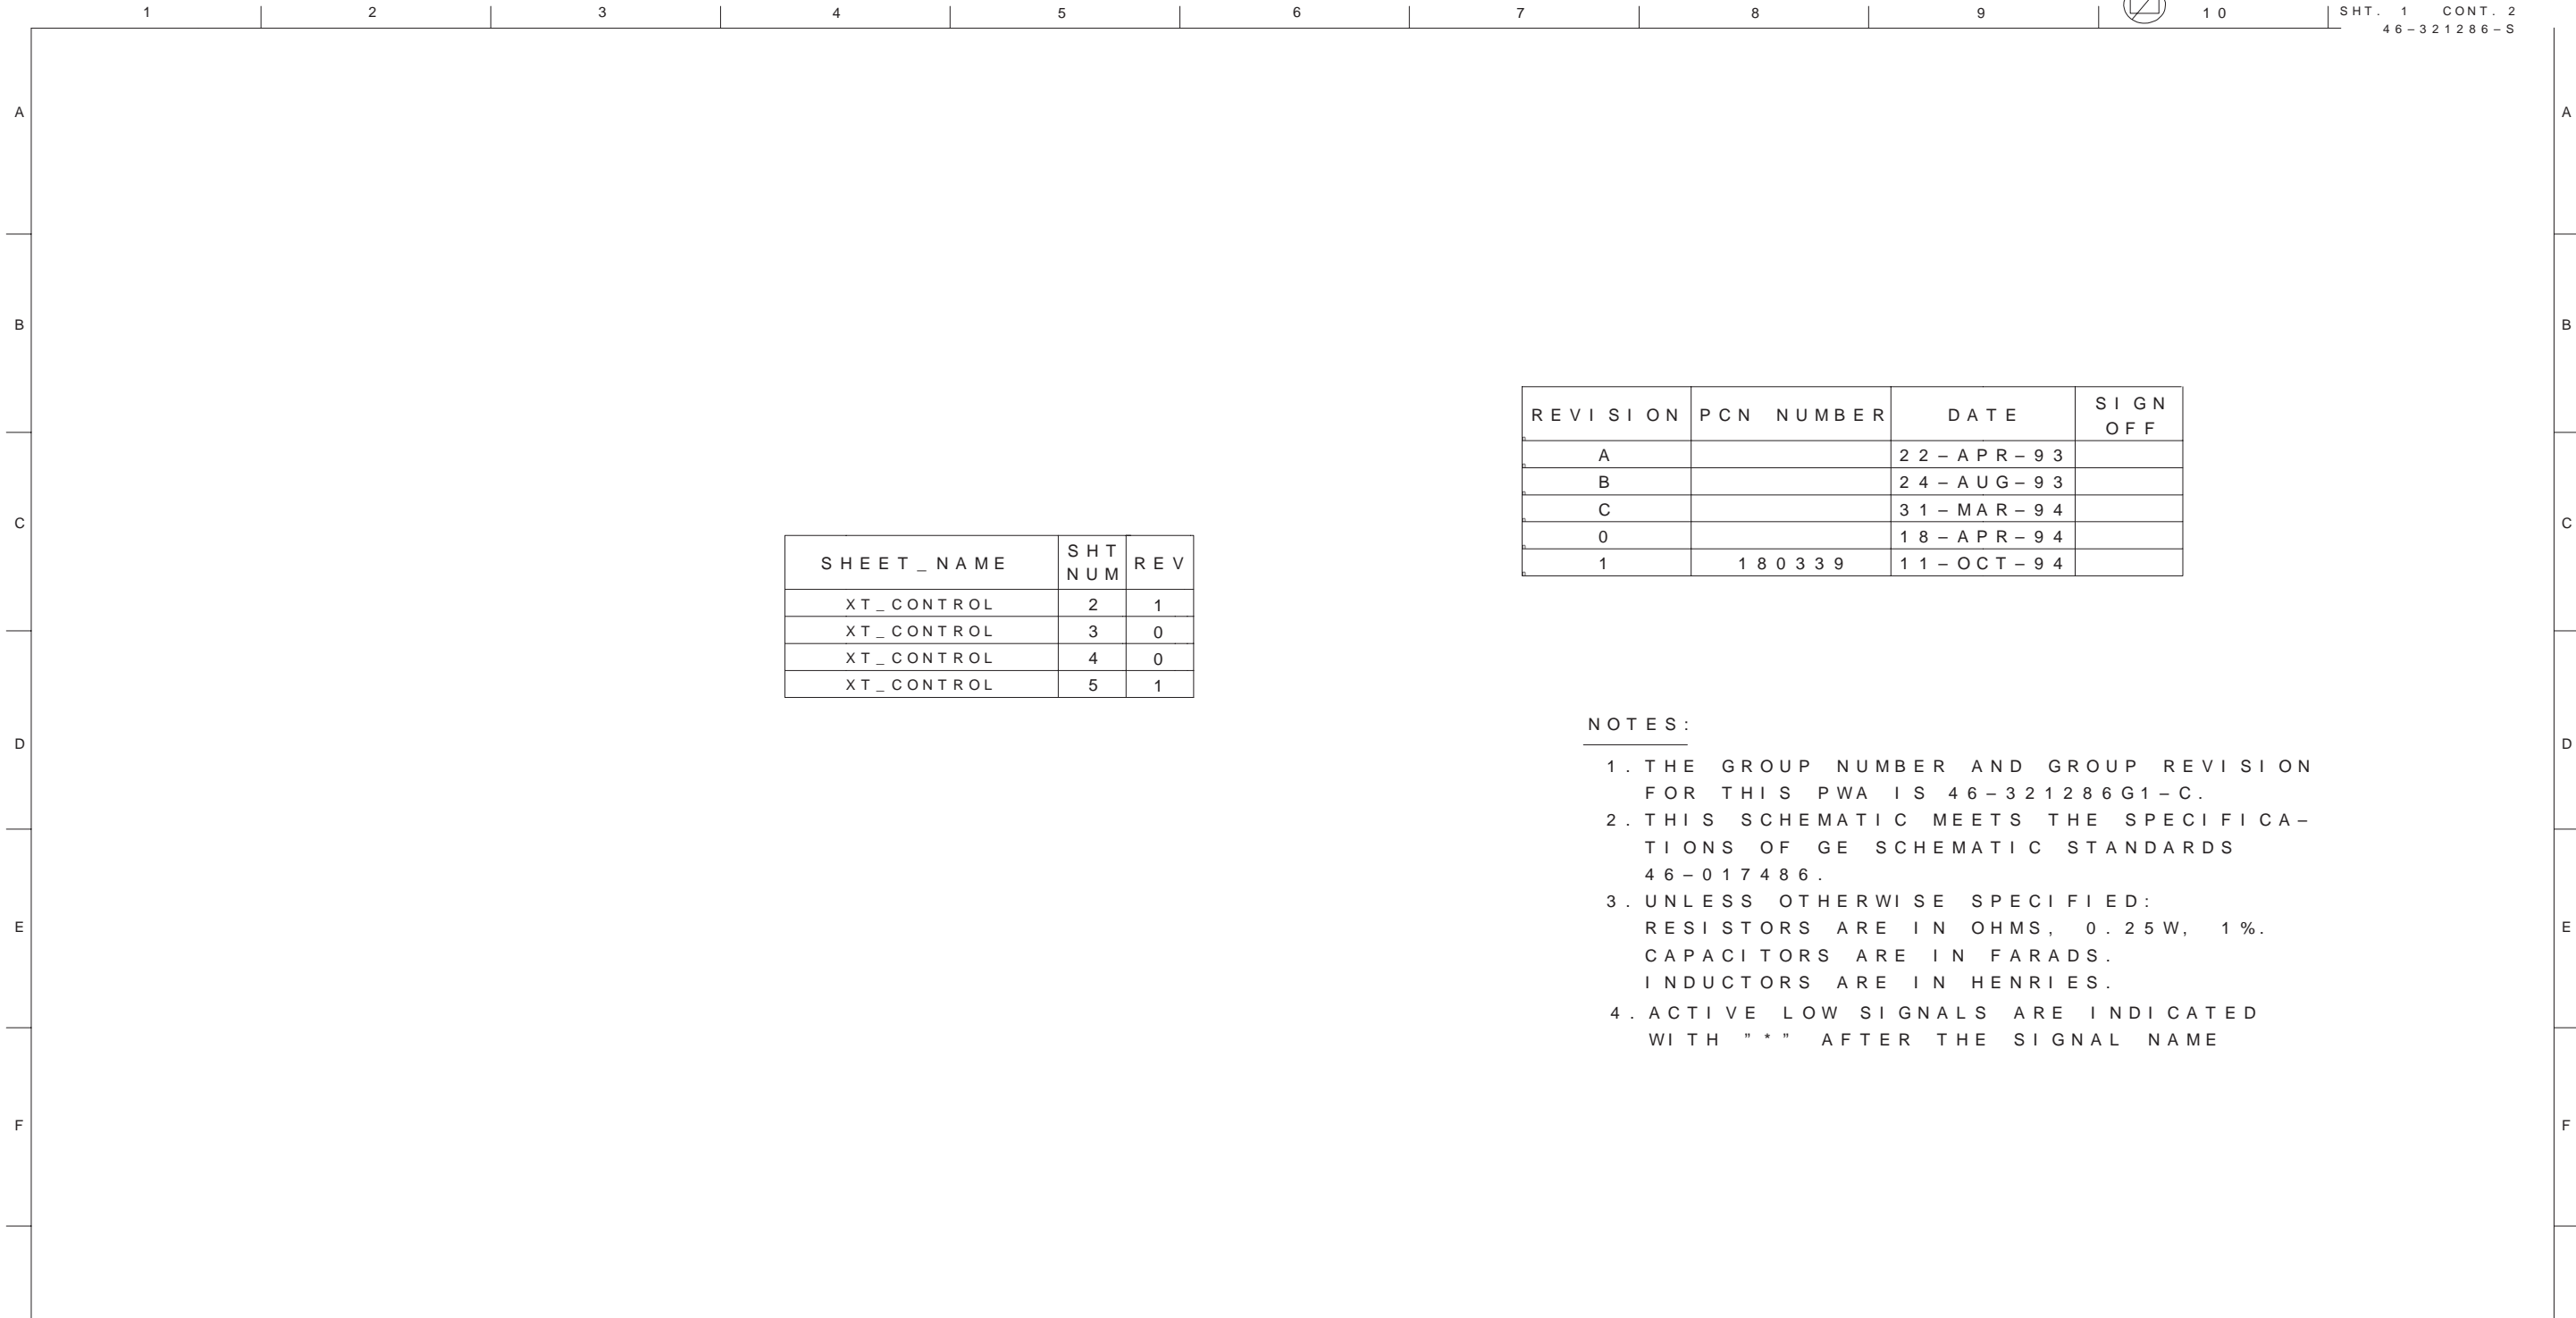 1 2 3 4 5 6 7 8 9 10
SHT. 1 CONT. 2
46–321286–S
A A
B B
REVISION PCN NUMBER DATE SIGN OFF
A 22–APR–93
B 24–AUG–93
C 31–MAR–94
0 18–APR–94
1 180339 11–OCT–94
C C
SHEET_NAME SHT NUM REV
XT_CONTROL 2 1
XT_CONTROL 3 0
XT_CONTROL 4 0
XT_CONTROL 5 1
D D
NOTES:
1. THE GROUP NUMBER AND GROUP REVISION
FOR THIS PWA IS 46–321286G1–C.
2. THIS SCHEMATIC MEETS THE SPECIFICA–
TIONS OF GE SCHEMATIC STANDARDS
46–017486.
3. UNLESS OTHERWISE SPECIFIED:
RESISTORS ARE IN OHMS, 0.25W, 1%.
CAPACITORS ARE IN FARADS.
INDUCTORS ARE IN HENRIES.
4. ACTIVE LOW SIGNALS ARE INDICATED
WITH "*" AFTER THE SIGNAL NAME
E E
F F